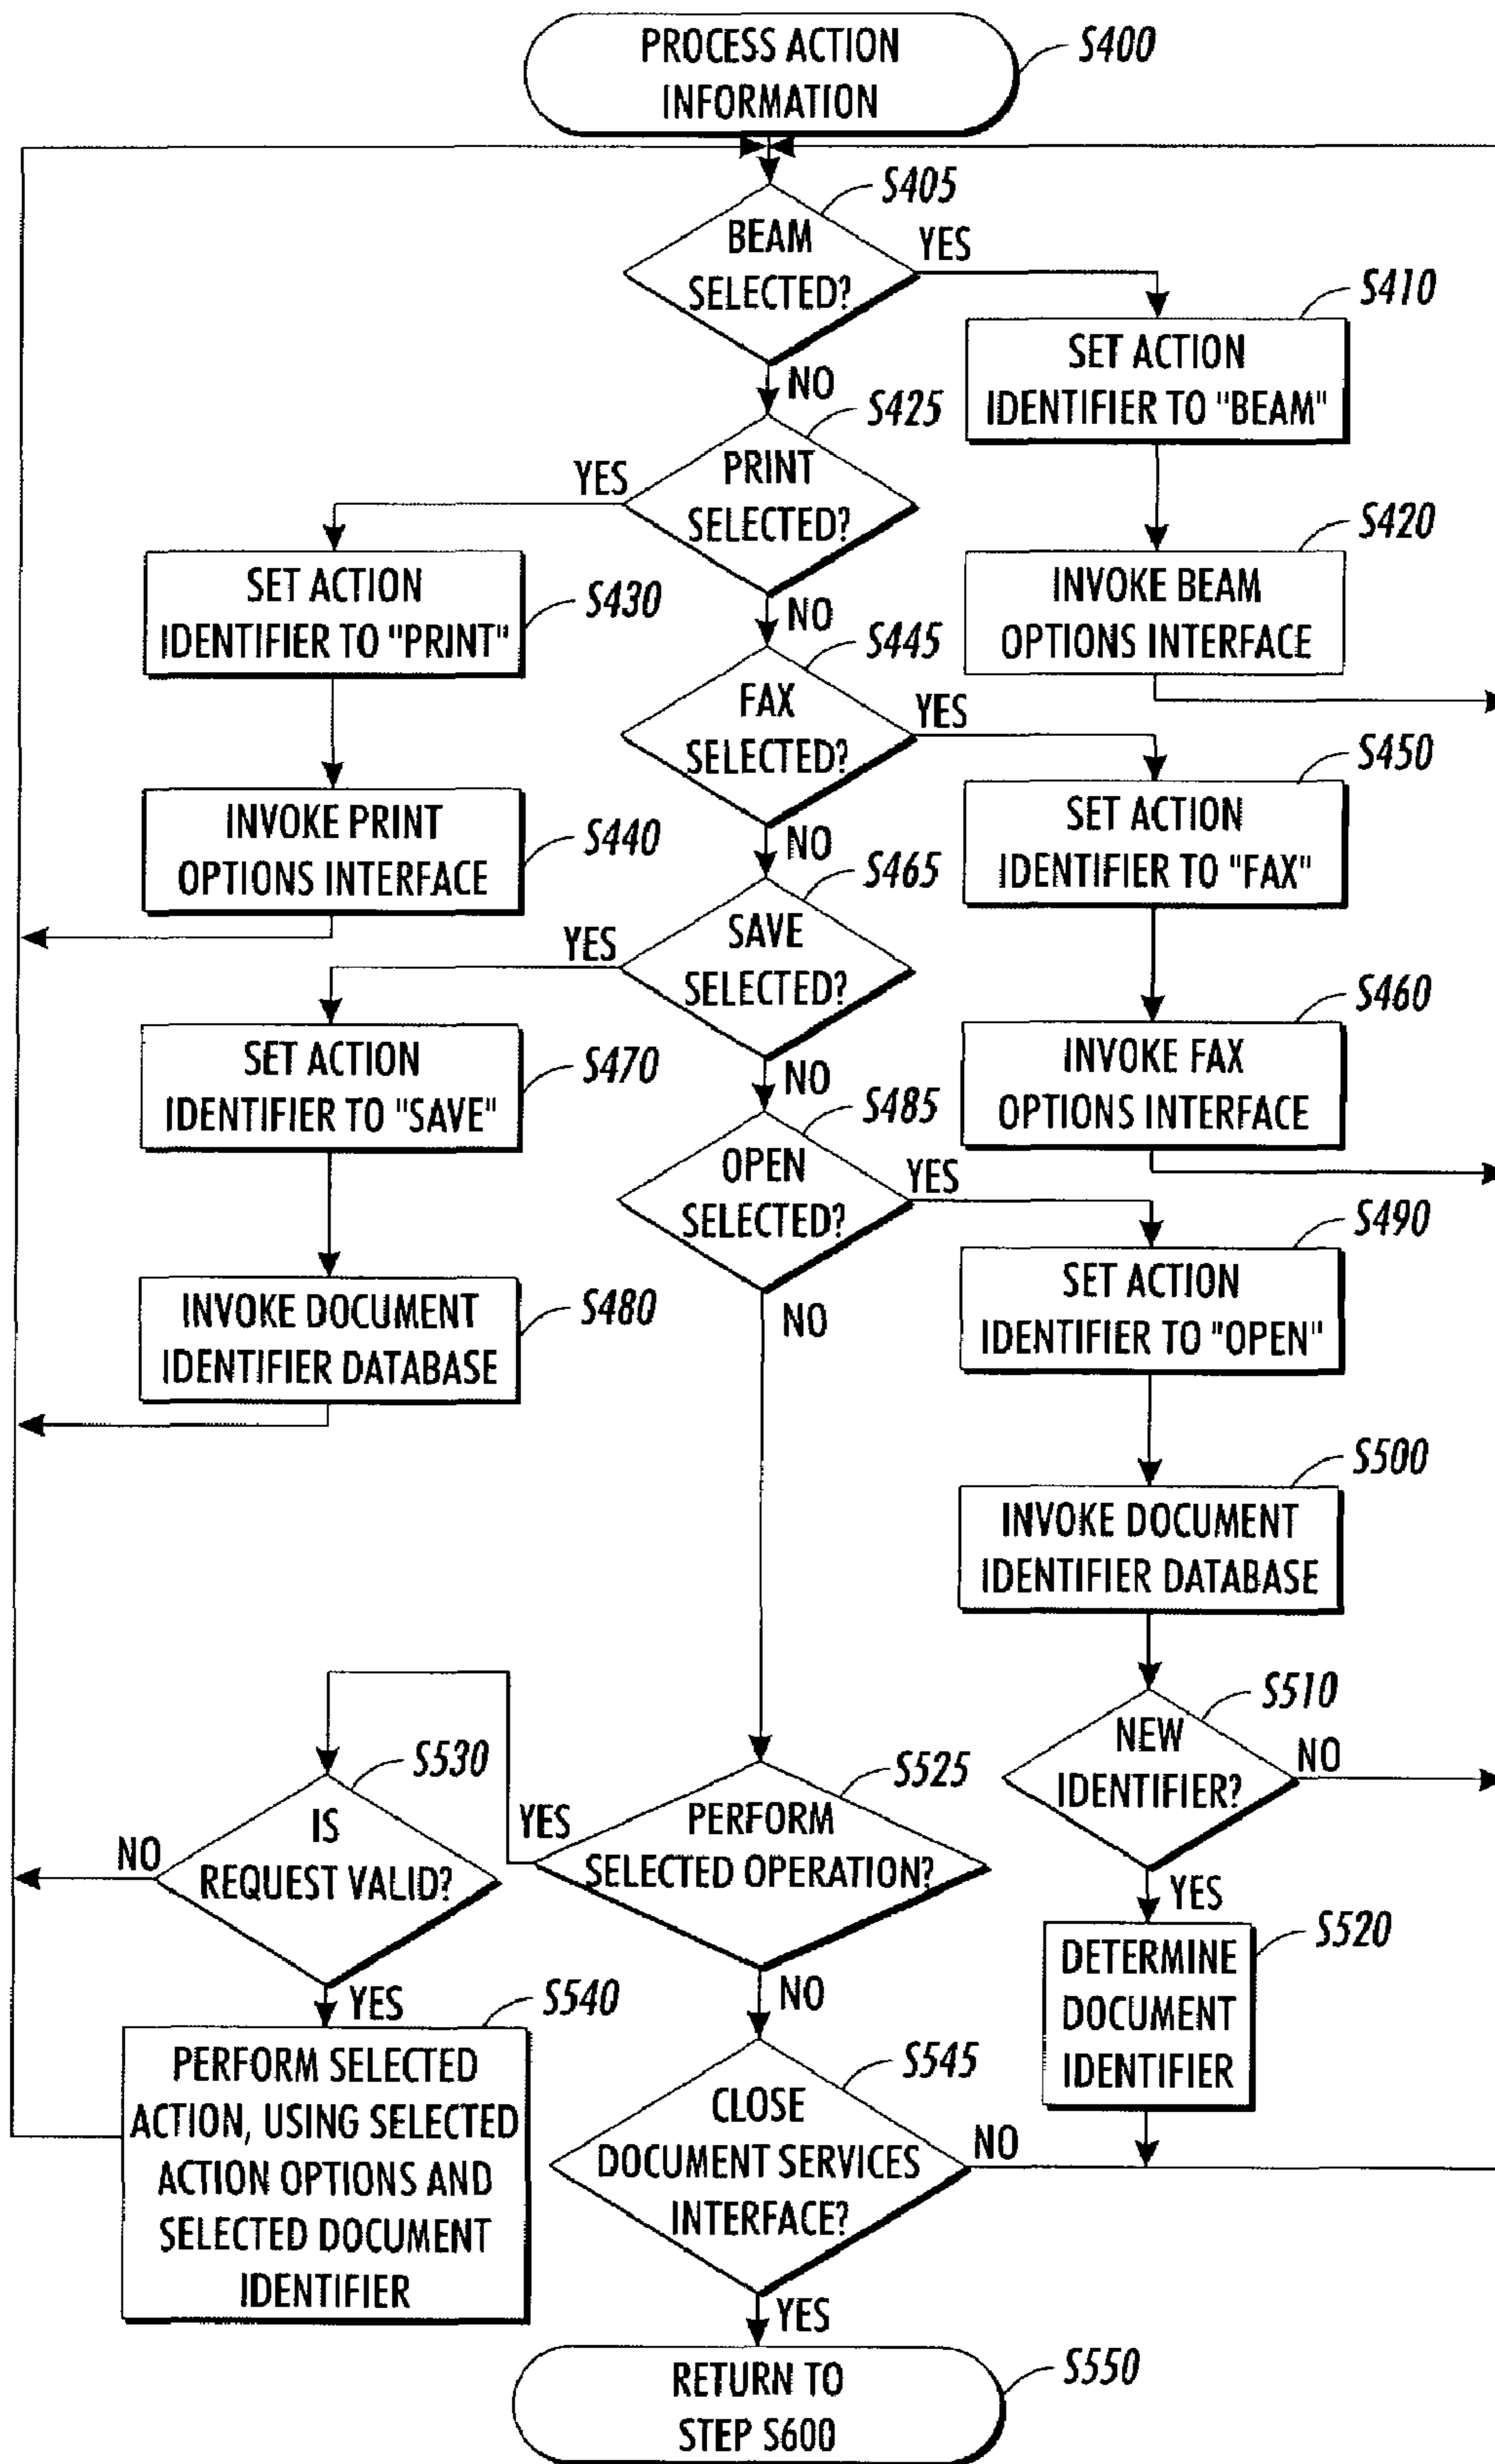 PROCESS ACTION
INFORMATION
S400
S405
BEAM
SELECTED?
YES
NO
S410
SET ACTION
IDENTIFIER TO "BEAM"
S420
INVOKE BEAM
OPTIONS INTERFACE
S425
PRINT
SELECTED?
YES
NO
S430
SET ACTION
IDENTIFIER TO "PRINT"
S440
INVOKE PRINT
OPTIONS INTERFACE
S445
FAX
SELECTED?
YES
NO
S450
SET ACTION
IDENTIFIER TO "FAX"
S460
INVOKE FAX
OPTIONS INTERFACE
S465
SAVE
SELECTED?
YES
NO
S470
SET ACTION
IDENTIFIER TO "SAVE"
S480
INVOKE DOCUMENT
IDENTIFIER DATABASE
S485
OPEN
SELECTED?
YES
NO
S490
SET ACTION
IDENTIFIER TO "OPEN"
S500
INVOKE DOCUMENT
IDENTIFIER DATABASE
S510
NEW
IDENTIFIER?
NO
YES
S520
DETERMINE
DOCUMENT
IDENTIFIER
S525
PERFORM
SELECTED OPERATION?
YES
NO
S530
IS
REQUEST VALID?
NO
YES
S540
PERFORM SELECTED
ACTION, USING SELECTED
ACTION OPTIONS AND
SELECTED DOCUMENT
IDENTIFIER
S545
CLOSE
DOCUMENT SERVICES
INTERFACE?
NO
YES
RETURN TO
STEP S600
S550